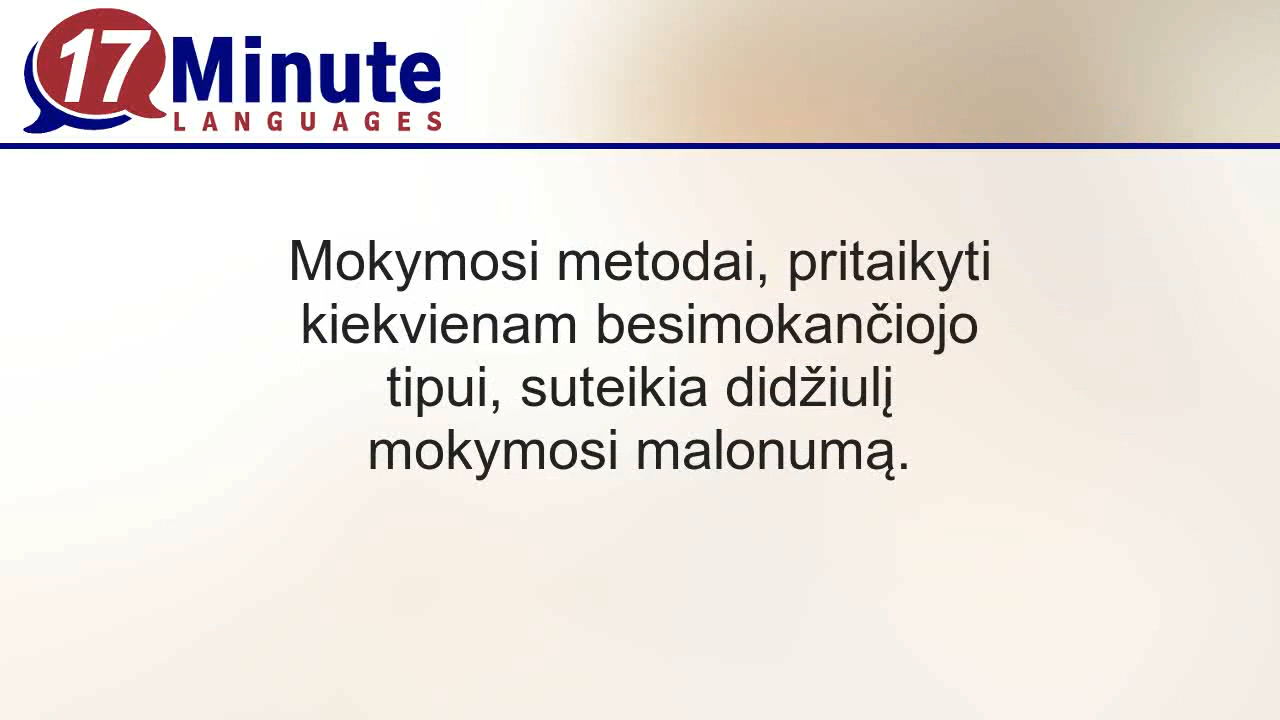 17 Minute
LANGUAGES
Mokymosi metodai, pritaikyti
kiekvienam besimokančiojo
tipui, suteikia didžiulį
mokymosi malonumą.